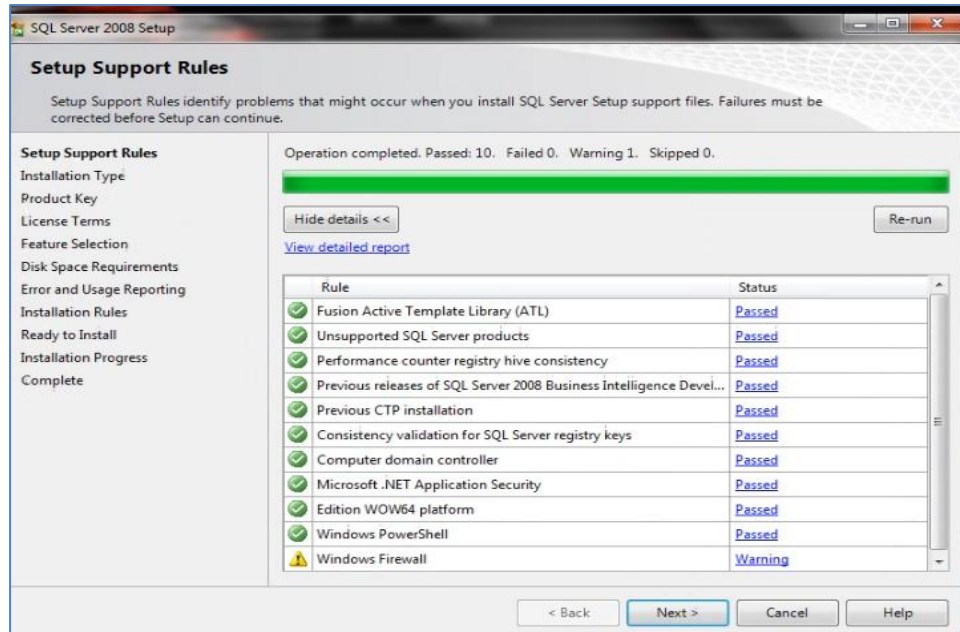 SQL Server 2008 Setup
Setup Support Rules
Setup Support Rules identify problems that might occur when you install SQL Server Setup support files. Failures must be
corrected before Setup can continue.
Setup Support Rules
Installation Type
Product Key
License Terms
Feature Selection
Disk Space Requirements
Error and Usage Reporting
Installation Rules
Ready to Install
Installation Progress
Complete
Operation completed. Passed: 10. Failed 0. Warning 1. Skipped 0.
Hide details << Re-run
View detailed report
Rule Status
Fusion Active Template Library (ATL) Passed
Unsupported SQL Server products Passed
Performance counter registry hive consistency Passed
Previous releases of SQL Server 2008 Business Intelligence Devel... Passed
Previous CTP installation Passed
Consistency validation for SQL Server registry keys Passed
Computer domain controller Passed
Microsoft .NET Application Security Passed
Edition WOW64 platform Passed
Windows PowerShell Passed
Windows Firewall Warning
< Back Next > Cancel Help